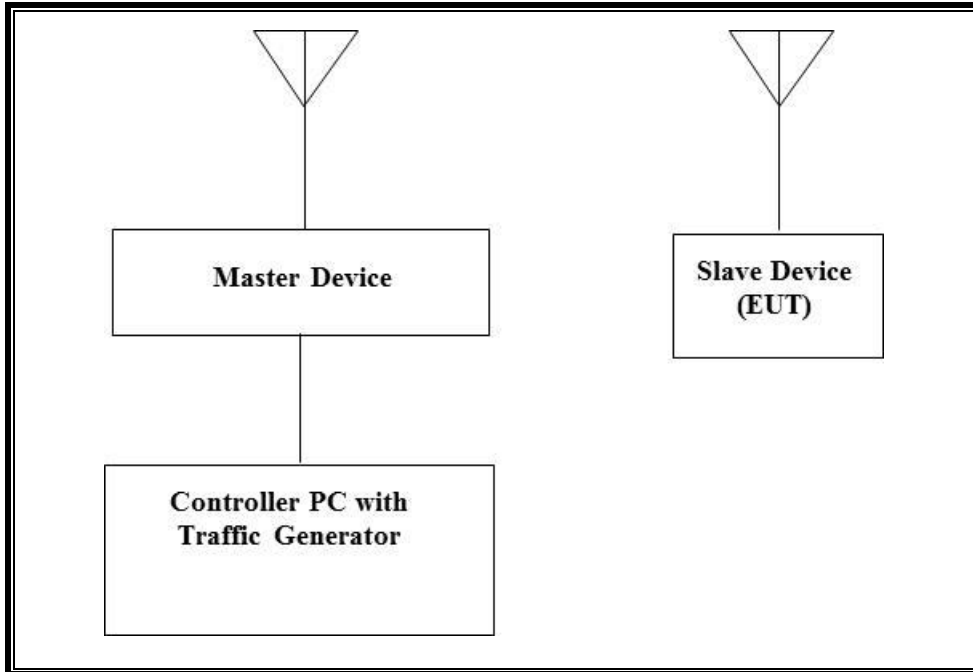 Master Device
Slave Device
(EUT)
Controller PC with
Traffic Generator